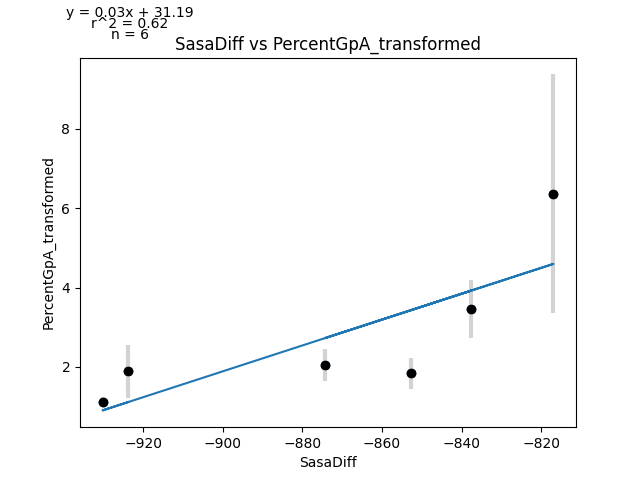 y = 0.03x + 31.19
r^2 = 0.62
n = 6
SasaDiff vs PercentGpA_transformed
PercentGpA_transformed
8
6
4
2
−920
−900
−880
−860
−840
−820
SasaDiff